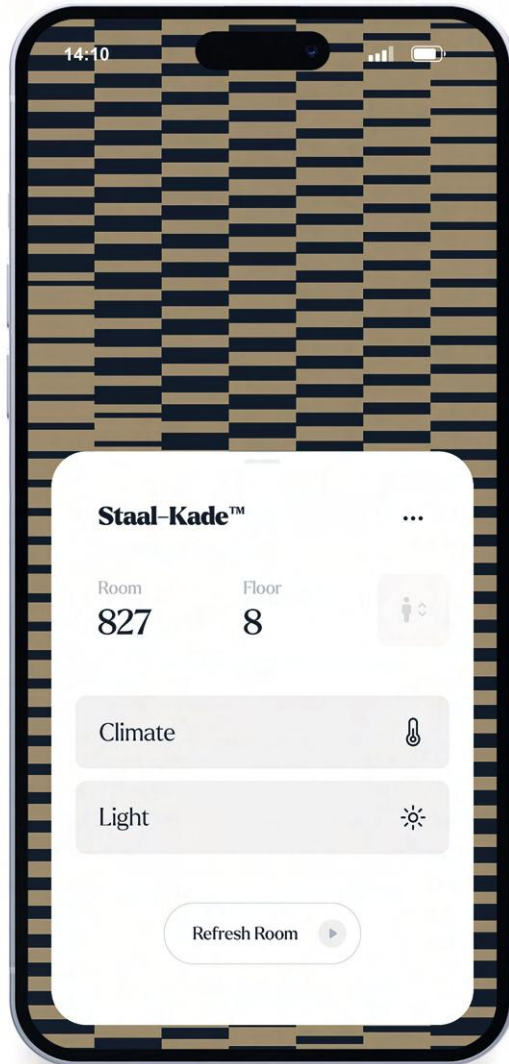 14:10
Staal-Kade™
Room
Floor
827
8
Climate
Light
Refresh Room